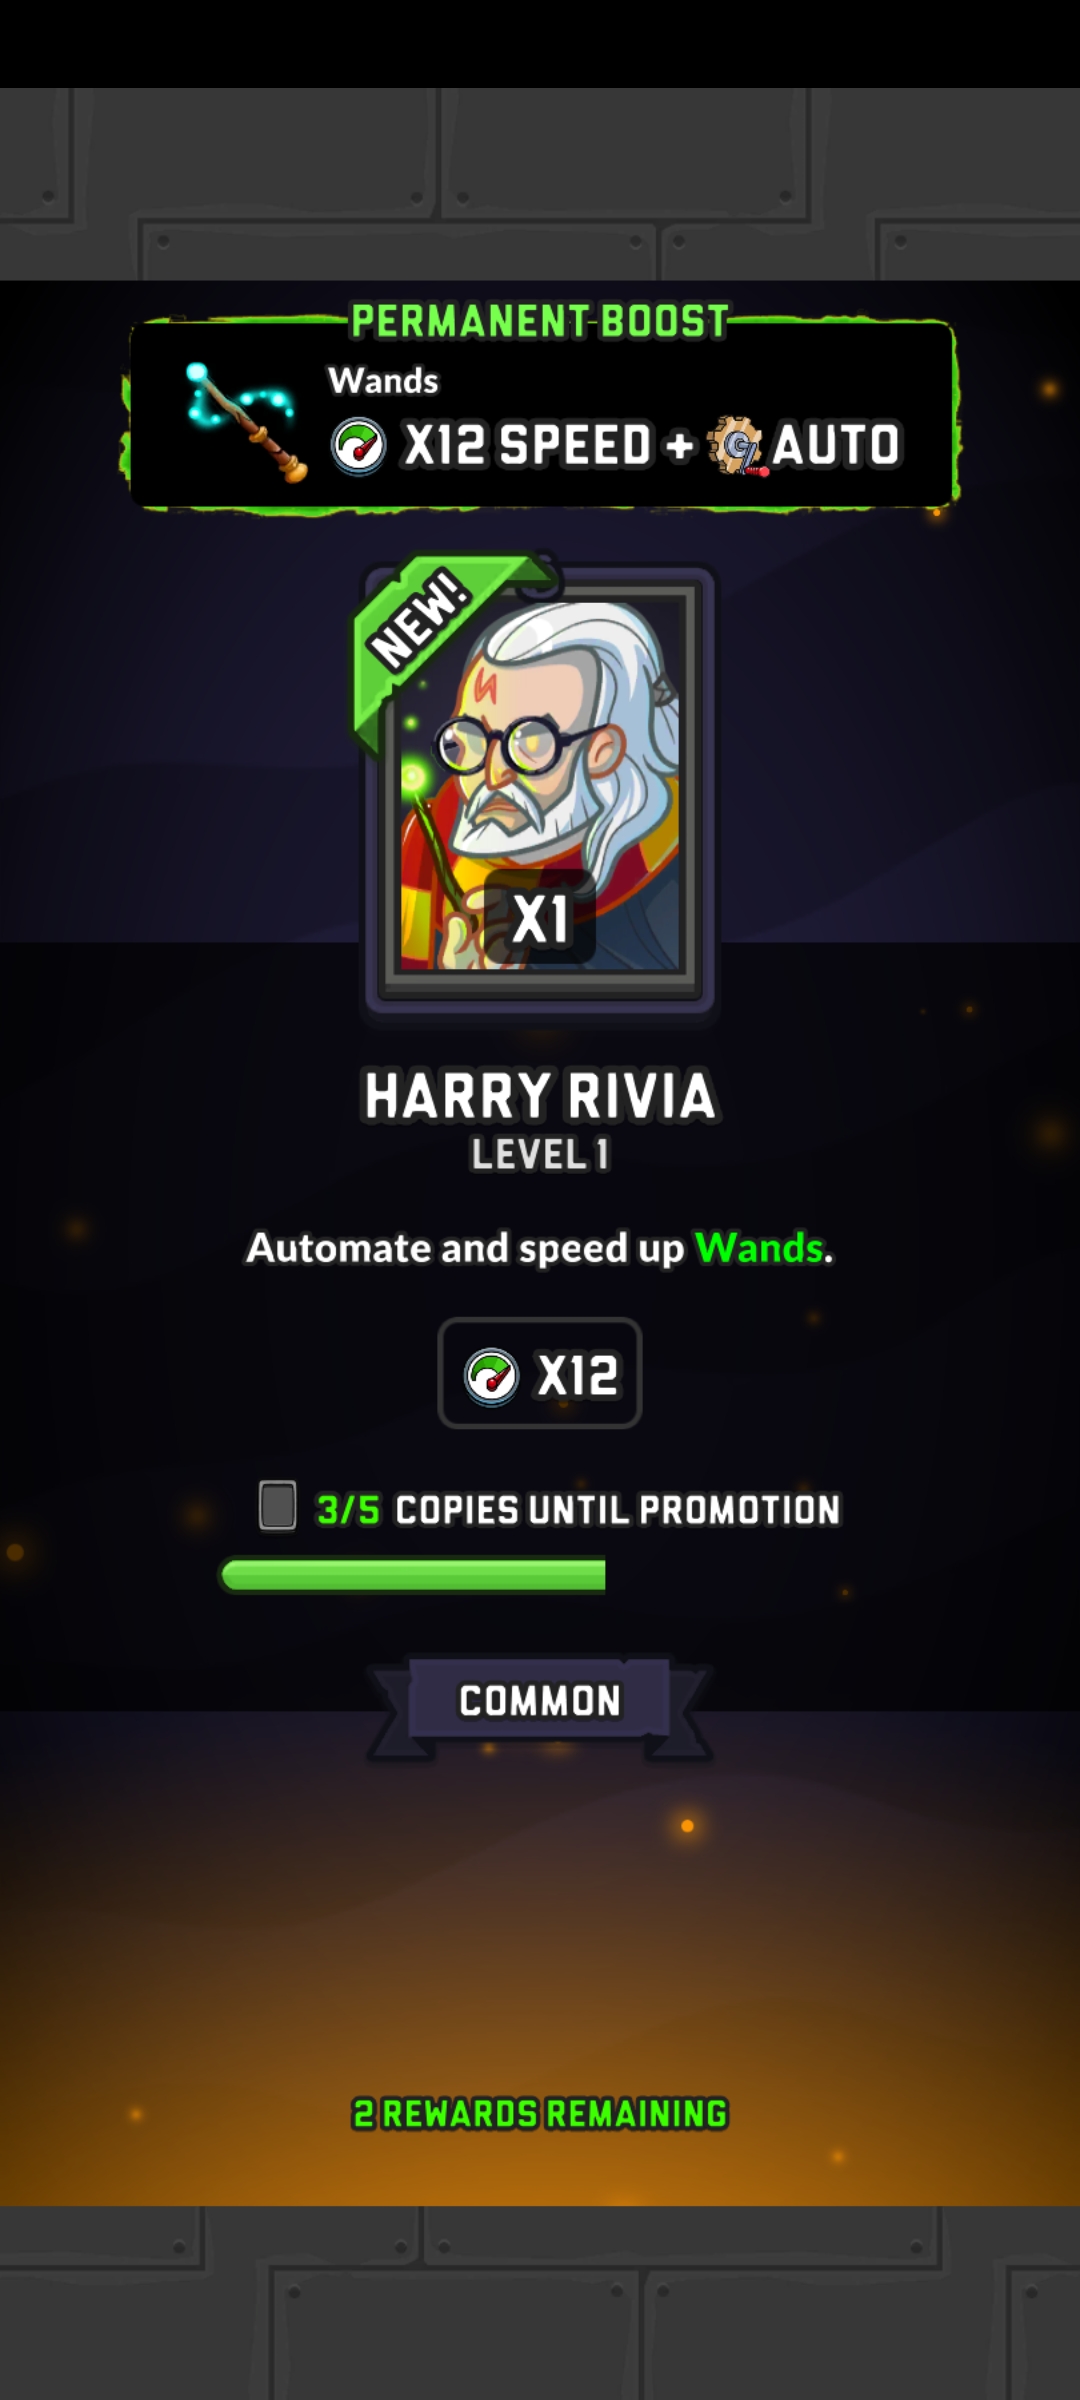 PERMANENT BOOST
Wands
X12 SPEED + AUTO
NEW!
X1
HARRY RIVIA
LEVEL 1
Automate and speed up Wands.
X12
3/5 COPIES UNTIL PROMOTION
COMMON
2 REWARDS REMAINING